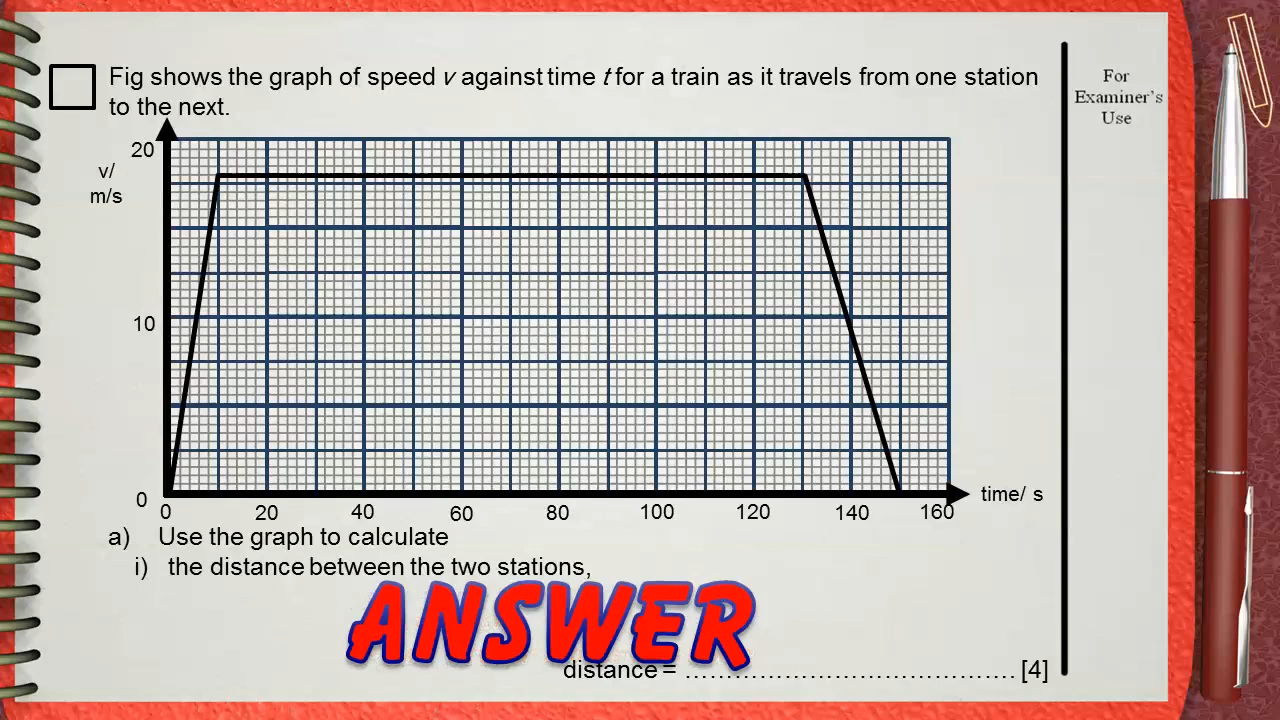 Fig shows the graph of speed v against time t for a train as it travels from one station
to the next.
For
Examiner's
Use
20
v/
m/s
10
0
0 20 40 60 80 100 120 140 160
time/ s
a) Use the graph to calculate
i) the distance between the two stations,
ANSWER
distance = ………………………………. [4]